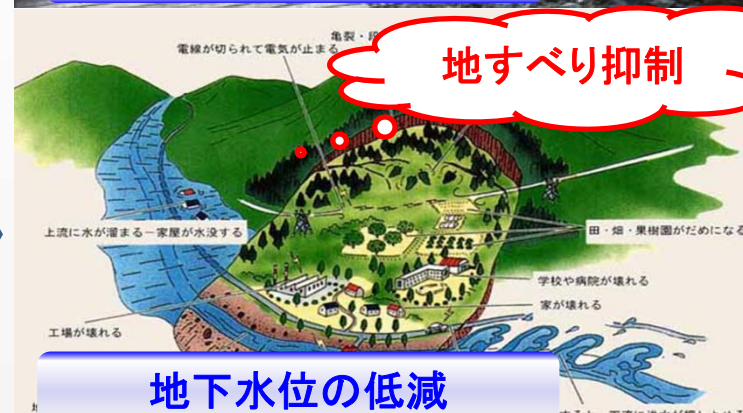 亀裂・段
電線が切られて電気が止まる
地すべり抑制
上流に水が溜まる－家屋が水没する
田・畑・果樹園がだめになる
学校や病院が壊れる
家が壊れる
工場が壊れる
地下水位の低減